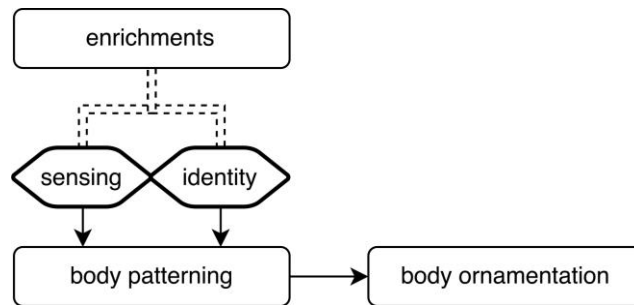 enrichments
sensing
identity
body patterning
body ornamentation